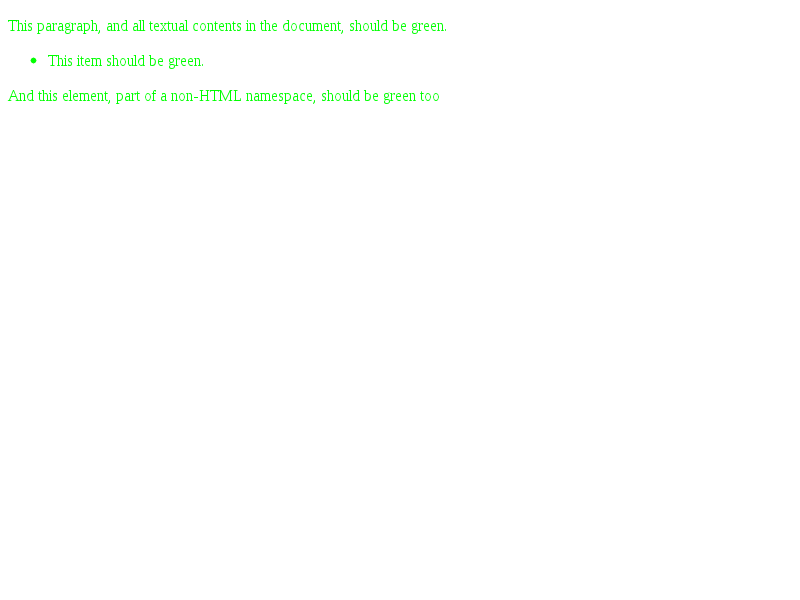 This paragraph, and all textual contents in the document, should be green.
This item should be green.
And this element, part of a non-HTML namespace, should be green too